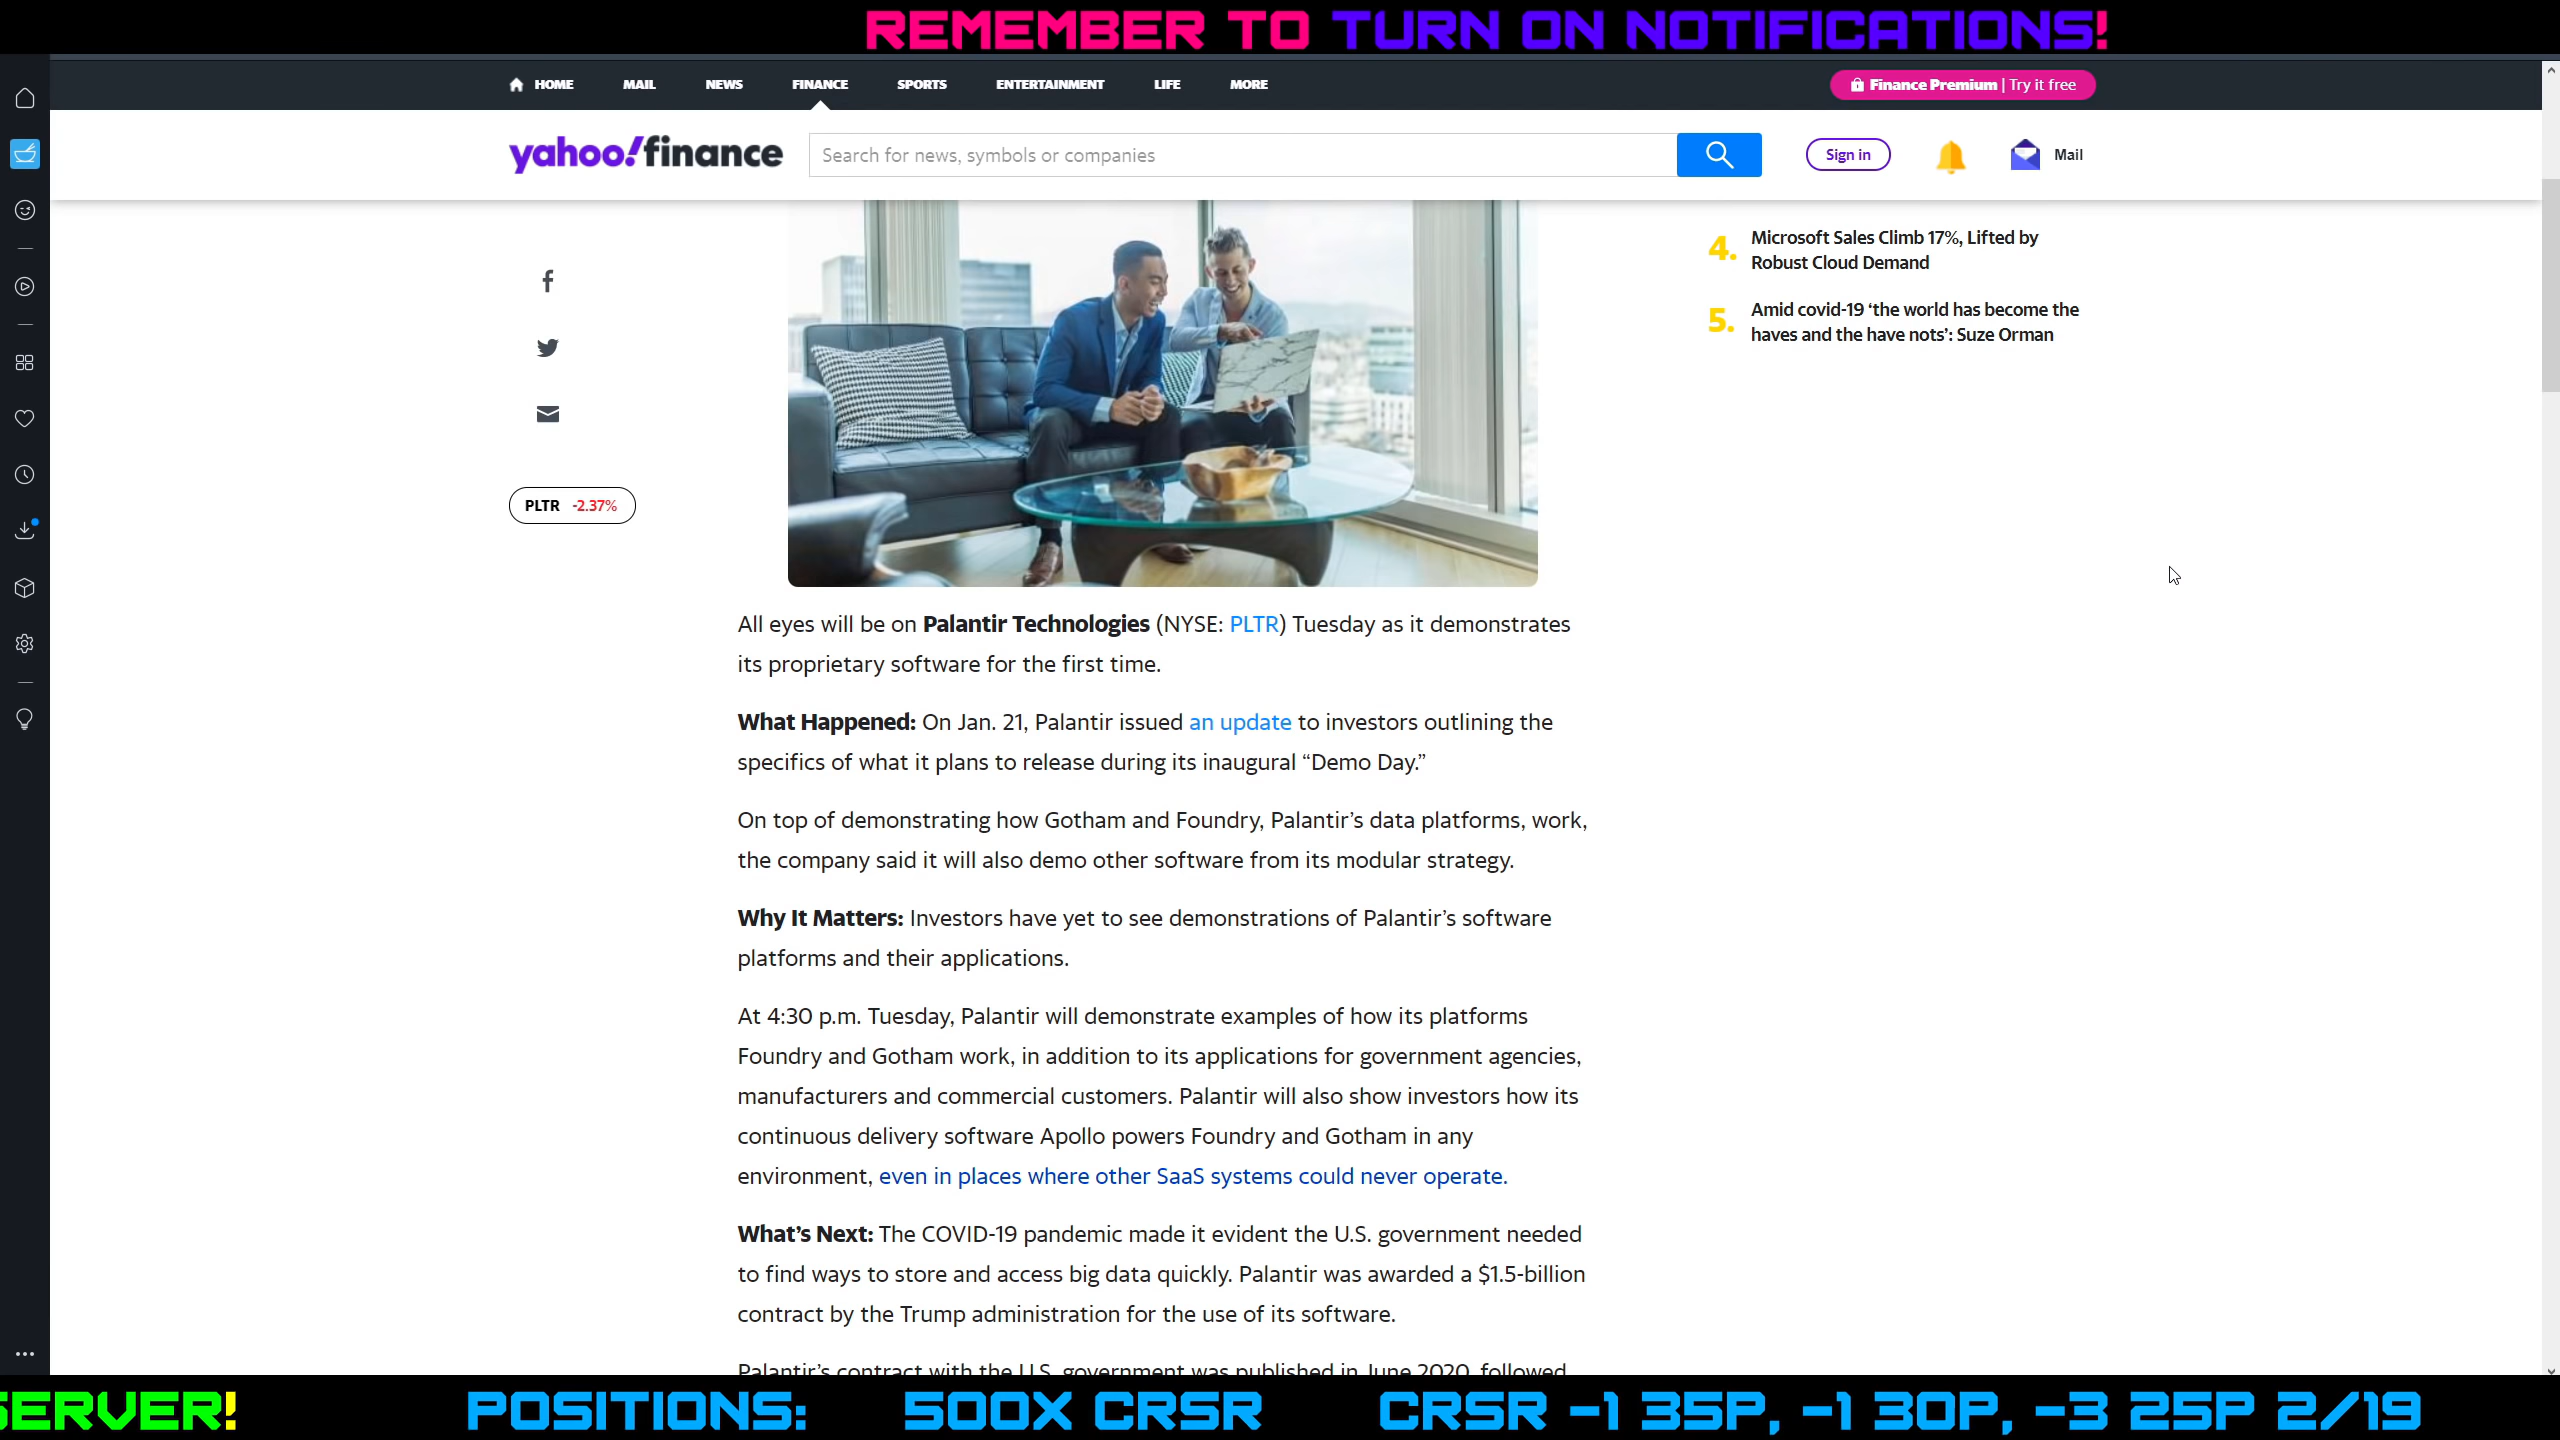 REMEMBER TO TURN ON NOTIFICATIONS!
HOME MAIL NEWS FINANCE SPORTS ENTERTAINMENT LIFE MORE
Finance Premium | Try it free
yahoo!finance
Search for news, symbols or companies
Sign in
Mail
4. Microsoft Sales Climb 17%, Lifted by
Robust Cloud Demand
5. Amid covid-19 ‘the world has become the
haves and the have nots’: Suze Orman
PLTR -2.37%
All eyes will be on Palantir Technologies (NYSE: PLTR) Tuesday as it demonstrates
its proprietary software for the first time.
What Happened: On Jan. 21, Palantir issued an update to investors outlining the
specifics of what it plans to release during its inaugural “Demo Day.”
On top of demonstrating how Gotham and Foundry, Palantir’s data platforms, work,
the company said it will also demo other software from its modular strategy.
Why It Matters: Investors have yet to see demonstrations of Palantir’s software
platforms and their applications.
At 4:30 p.m. Tuesday, Palantir will demonstrate examples of how its platforms
Foundry and Gotham work, in addition to its applications for government agencies,
manufacturers and commercial customers. Palantir will also show investors how its
continuous delivery software Apollo powers Foundry and Gotham in any
environment, even in places where other SaaS systems could never operate.
What’s Next: The COVID-19 pandemic made it evident the U.S. government needed
to find ways to store and access big data quickly. Palantir was awarded a $1.5-billion
contract by the Trump administration for the use of its software.
Palantir’s contract with the U.S. government was published in June 2020, followed
SERVER! POSITIONS: 500X CRSR CRSR -1 35P, -1 30P, -3 25P 2/19